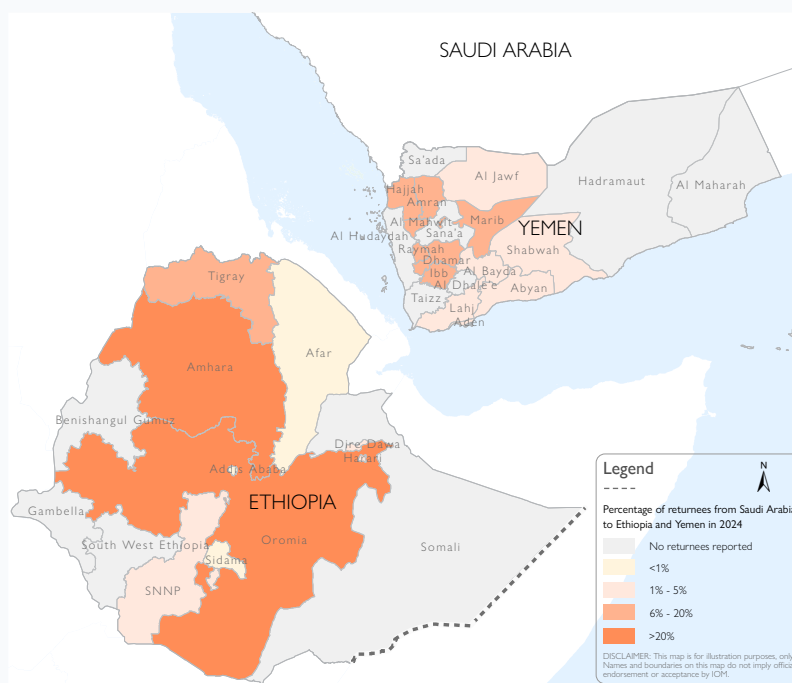 SAUDI ARABIA
Sa'ada
Al Jawf
Hadramaut
Al Maharah
Hajjah
Amran
Al Mahwit
Marib
YEMEN
Al Hudaydah
Sana'a
Raymah
Shabwah
Dhamar
Ibb
Al Bayda
Al Dhale'e
Abyan
Taizz
Lahj
Aden
Tigray
Afar
Amhara
Benishangul Gumuz
Dire Dawa
Harari
Addis Ababa
ETHIOPIA
Gambella
Oromia
South West Ethiopia
Somali
Sidama
SNNP
Legend
N
Percentage of returnees from Saudi Arabia
to Ethiopia and Yemen in 2024
No returnees reported
<1%
1% - 5%
6% - 20%
>20%
DISCLAIMER: This map is for illustration purposes, only
Names and boundaries on this map do not imply offici
endorsement or acceptance by IOM.